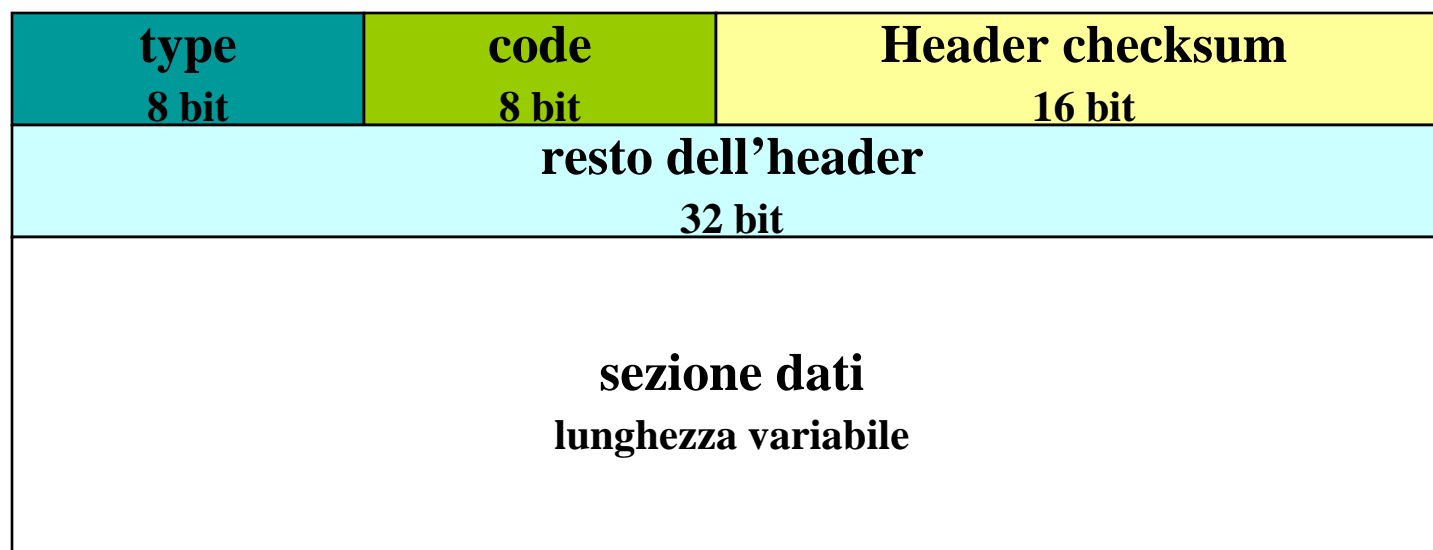 type
8 bit
code
8 bit
Header checksum
16 bit
resto dell’header
32 bit
sezione dati
lunghezza variabile